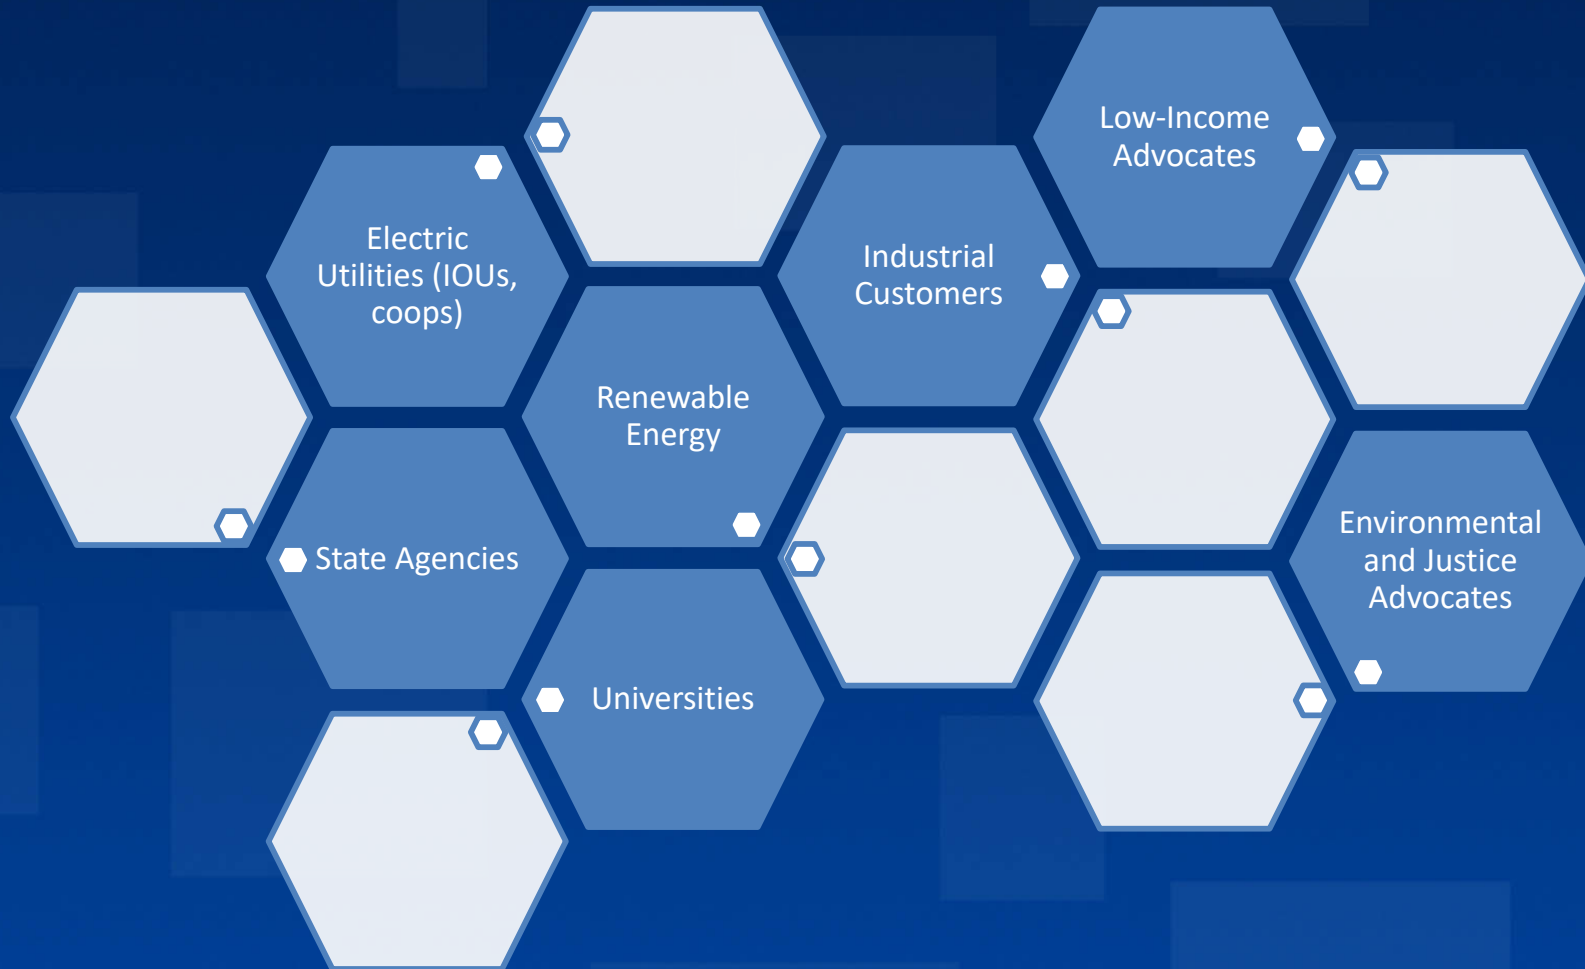 Low-Income
Advocates
Electric
Utilities (IOUs,
coops)
Industrial
Customers
Renewable
Energy
State Agencies
Environmental
and Justice
Advocates
Universities